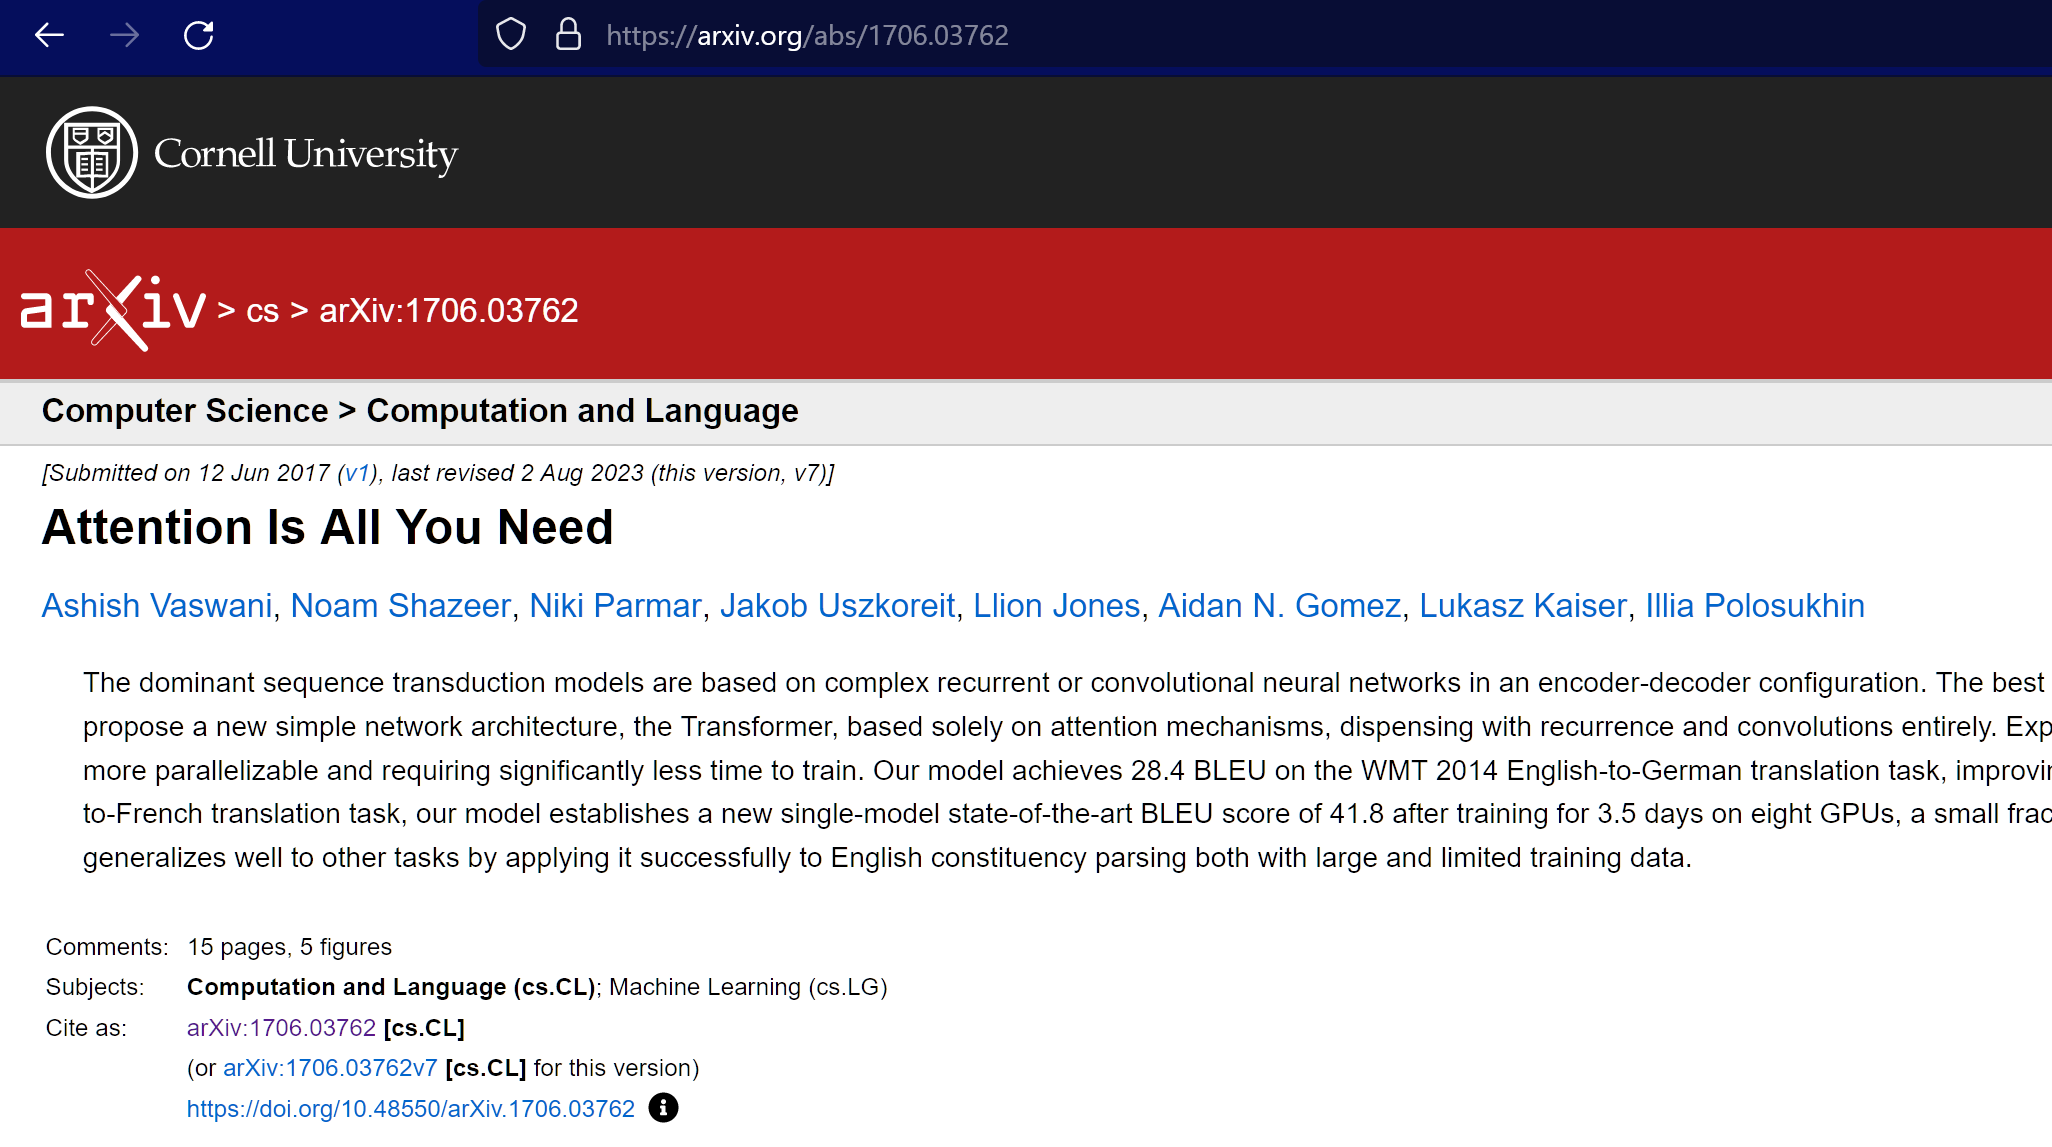 https://arxiv.org/abs/1706.03762
Cornell University
arXiv > cs > arXiv:1706.03762
Computer Science > Computation and Language
[Submitted on 12 Jun 2017 (v1), last revised 2 Aug 2023 (this version, v7)]
Attention Is All You Need
Ashish Vaswani, Noam Shazeer, Niki Parmar, Jakob Uszkoreit, Llion Jones, Aidan N. Gomez, Lukasz Kaiser, Illia Polosukhin
The dominant sequence transduction models are based on complex recurrent or convolutional neural networks in an encoder-decoder configuration. The best
propose a new simple network architecture, the Transformer, based solely on attention mechanisms, dispensing with recurrence and convolutions entirely.
more parallelizable and requiring significantly less time to train. Our model achieves 28.4 BLEU on the WMT 2014 English-to-German translation task,
to-French translation task, our model establishes a new single-model state-of-the-art BLEU score of 41.8 after training for 3.5 days on eight GPUs, a small
generalizes well to other tasks by applying it successfully to English constituency parsing both with large and limited training data.
Comments: 15 pages, 5 figures
Subjects: Computation and Language (cs.CL); Machine Learning (cs.LG)
Cite as: arXiv:1706.03762 [cs.CL]
(or arXiv:1706.03762v7 [cs.CL] for this version)
https://doi.org/10.48550/arXiv.1706.03762